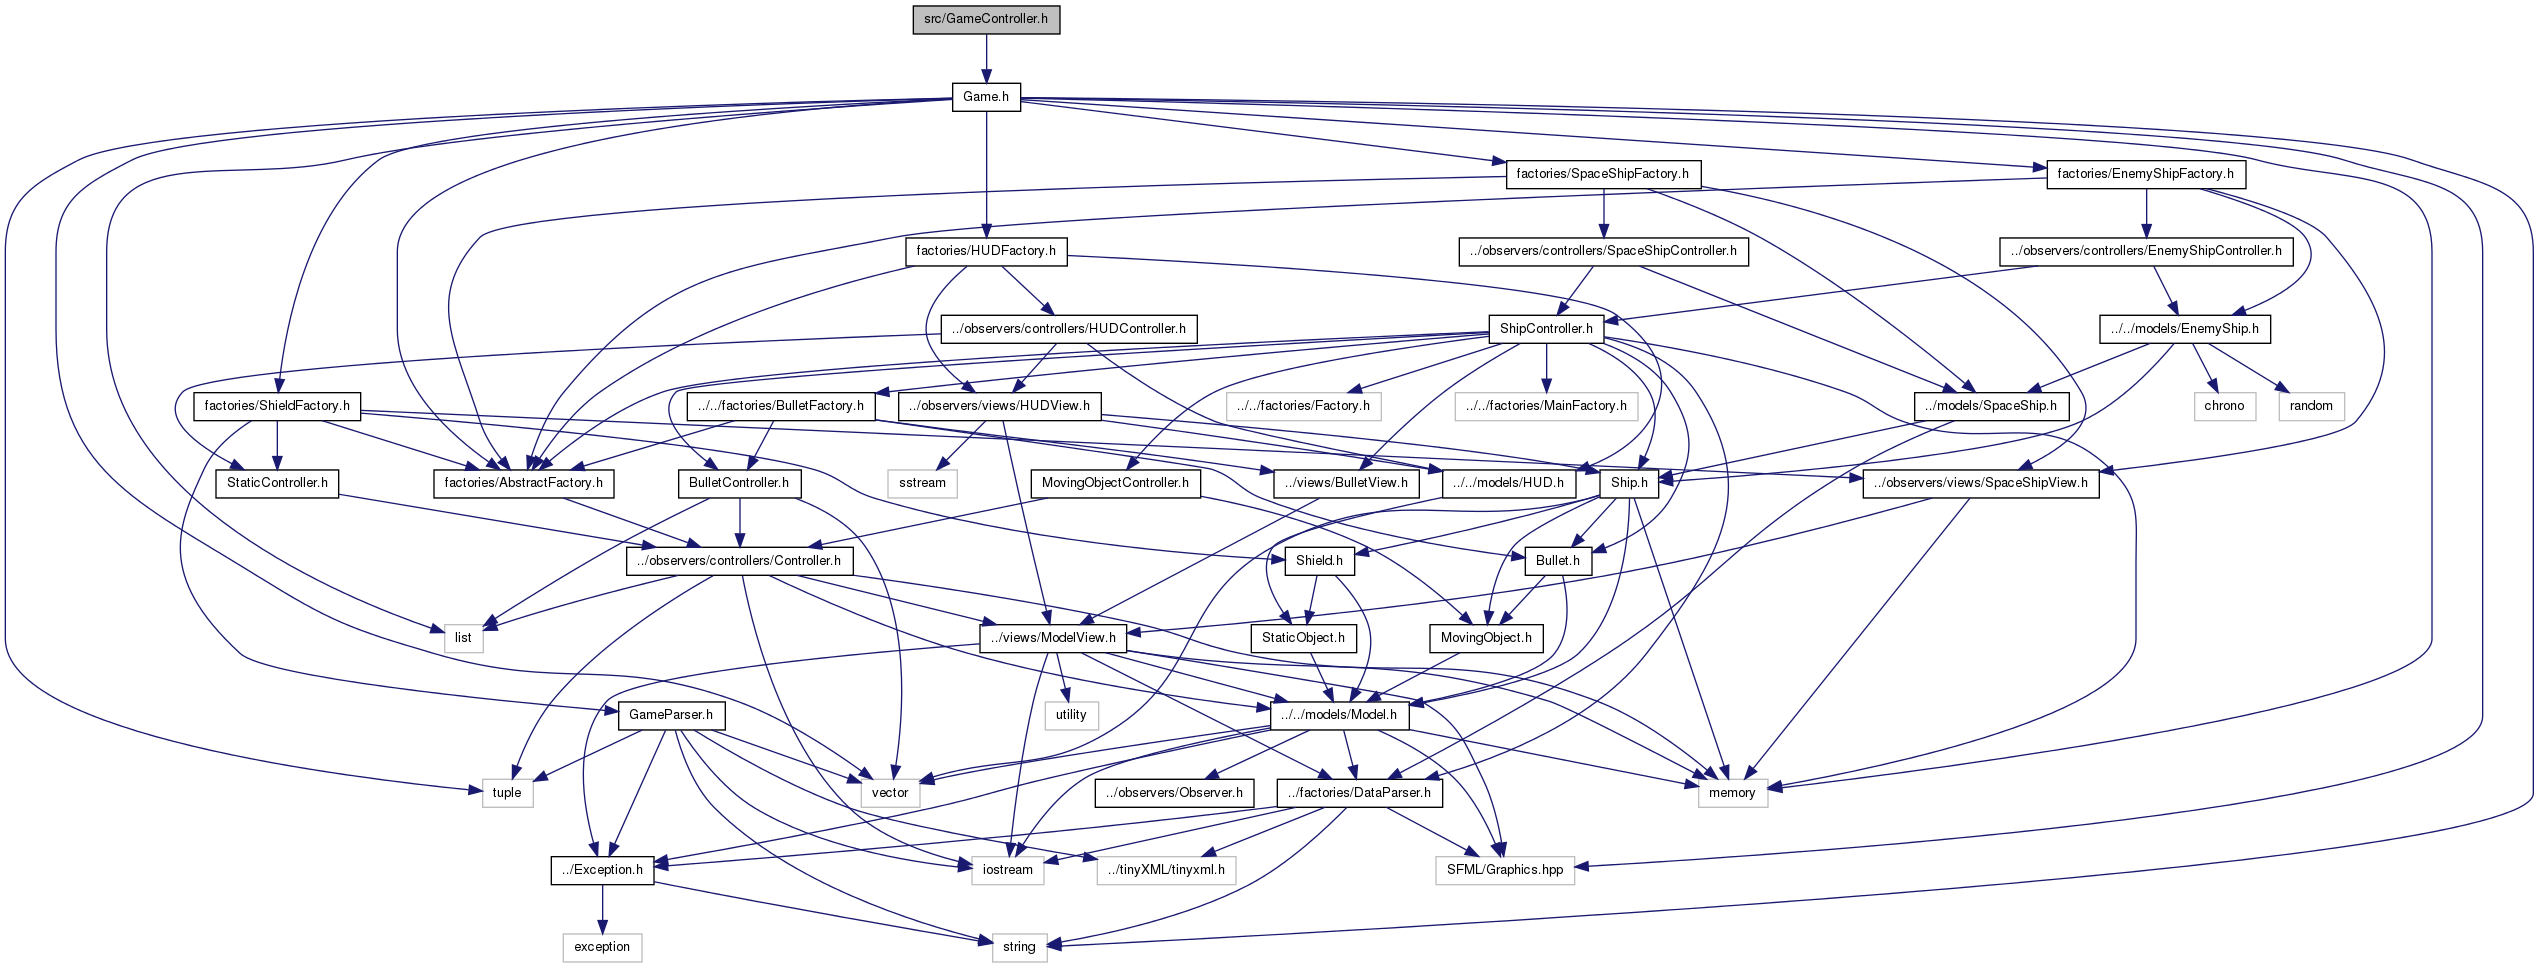 src/GameController.h
Game.h
factories/SpaceShipFactory.h
factories/EnemyShipFactory.h
factories/HUDFactory.h
../observers/controllers/SpaceShipController.h
../observers/controllers/EnemyShipController.h
../observers/controllers/HUDController.h
ShipController.h
../../models/EnemyShip.h
factories/ShieldFactory.h
../../factories/BulletFactory.h
../observers/views/HUDView.h
../../factories/Factory.h
../../factories/MainFactory.h
../models/SpaceShip.h
chrono
random
StaticController.h
factories/AbstractFactory.h
BulletController.h
sstream
MovingObjectController.h
../views/BulletView.h
../../models/HUD.h
Ship.h
../observers/views/SpaceShipView.h
../observers/controllers/Controller.h
Shield.h
Bullet.h
list
../views/ModelView.h
StaticObject.h
MovingObject.h
GameParser.h
utility
../../models/Model.h
tuple
vector
../observers/Observer.h
../factories/DataParser.h
memory
../Exception.h
iostream
../tinyXML/tinyxml.h
SFML/Graphics.hpp
exception
string